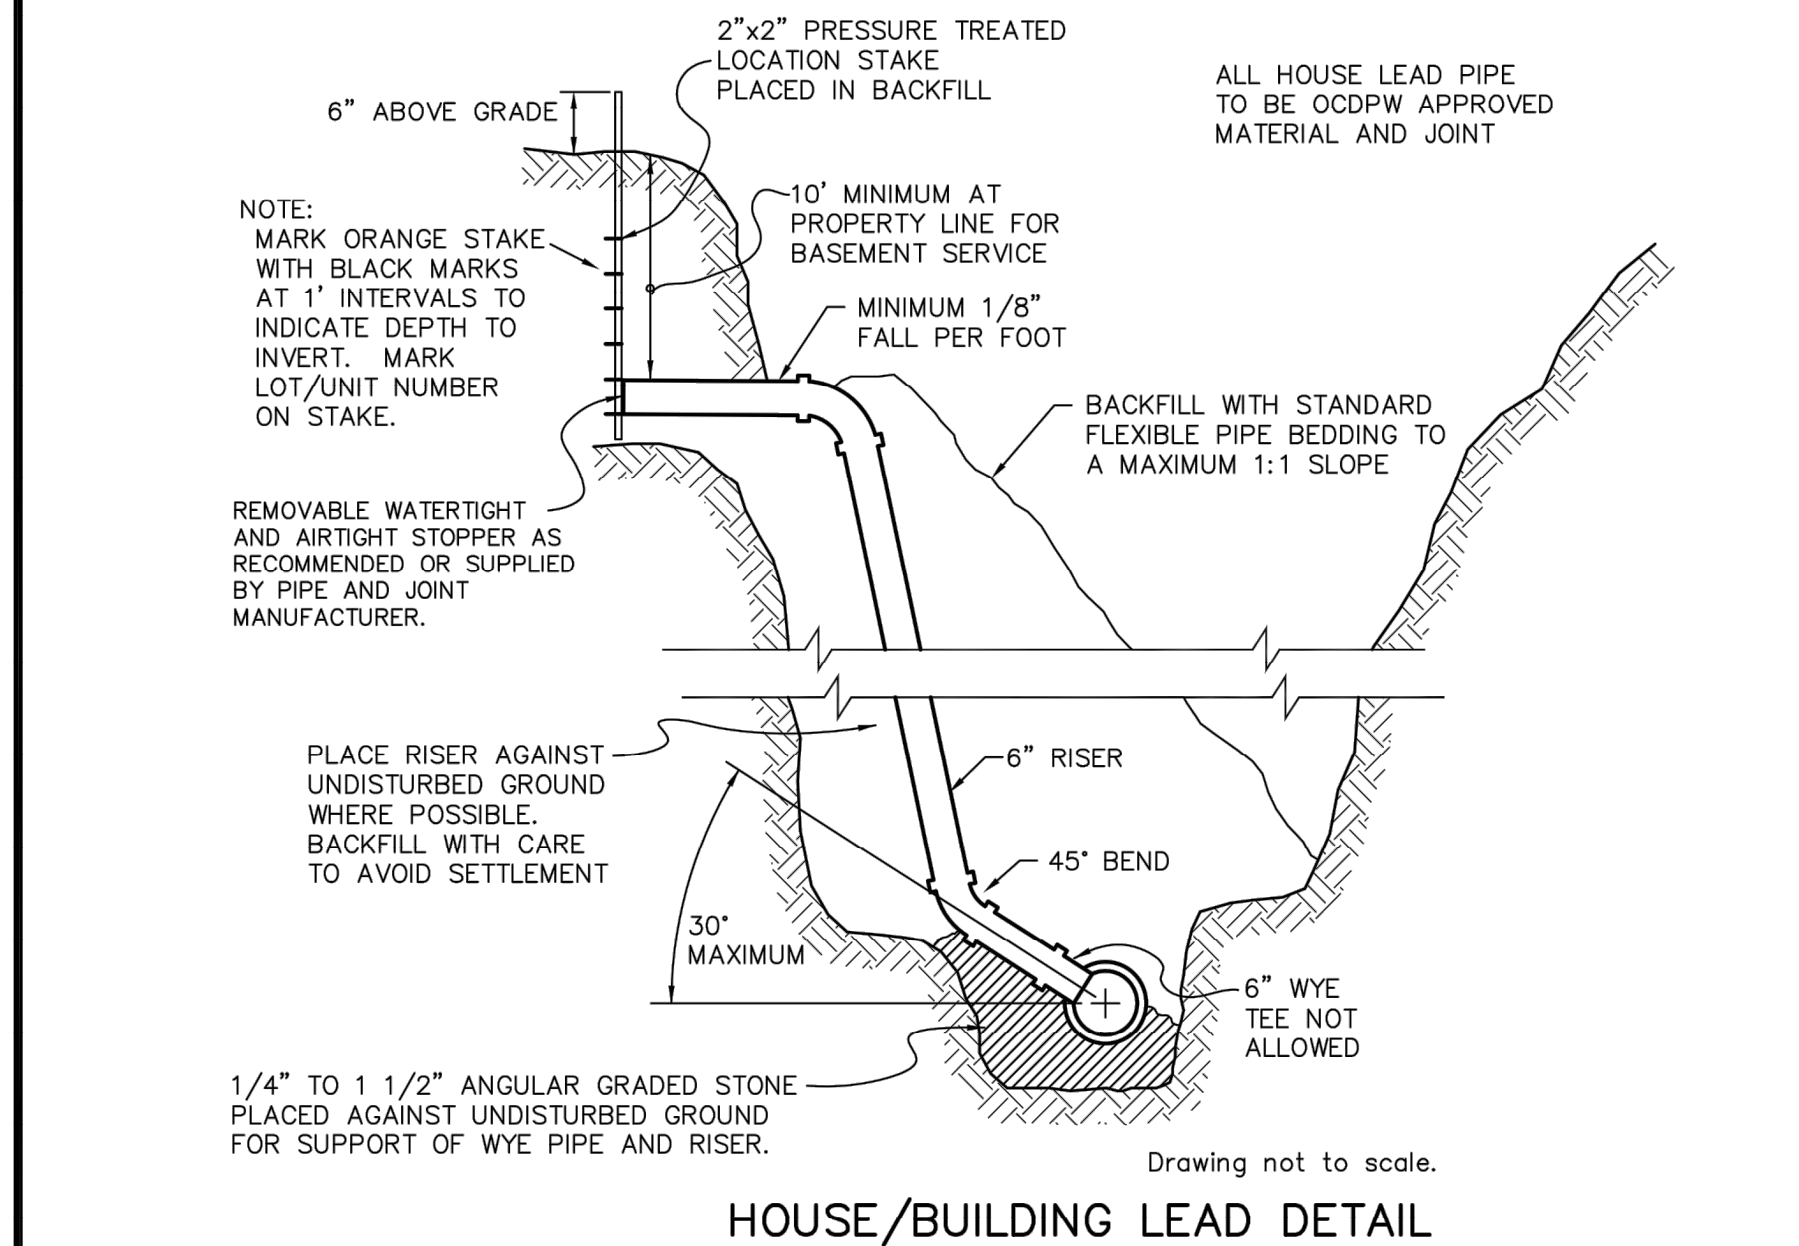 2”x2” PRESSURE TREATED
LOCATION STAKE
PLACED IN BACKFILL
ALL HOUSE LEAD PIPE
TO BE OCDPW APPROVED
MATERIAL AND JOINT
6” ABOVE GRADE
10’ MINIMUM AT
PROPERTY LINE FOR
BASEMENT SERVICE
NOTE:
MARK ORANGE STAKE
WITH BLACK MARKS
AT 1’ INTERVALS TO
INDICATE DEPTH TO
INVERT. MARK
LOT/UNIT NUMBER
ON STAKE.
MINIMUM 1/8”
FALL PER FOOT
BACKFILL WITH STANDARD
FLEXIBLE PIPE BEDDING TO
A MAXIMUM 1:1 SLOPE
REMOVABLE WATERTIGHT
AND AIRTIGHT STOPPER AS
RECOMMENDED OR SUPPLIED
BY PIPE AND JOINT
MANUFACTURER.
PLACE RISER AGAINST
UNDISTURBED GROUND
WHERE POSSIBLE.
BACKFILL WITH CARE
TO AVOID SETTLEMENT
6” RISER
45° BEND
30°
MAXIMUM
6” WYE
TEE NOT
ALLOWED
1/4” TO 1 1/2” ANGULAR GRADED STONE
PLACED AGAINST UNDISTURBED GROUND
FOR SUPPORT OF WYE PIPE AND RISER.
Drawing not to scale.
HOUSE/BUILDING LEAD DETAIL